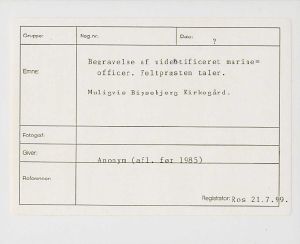 Gruppe: Neg.nr. Dato: ?
Emne: Begravelse af uidentificeret marine=
officer. Feltpræsten taler.
Muligvis Bispebjerg Kirkegård.
Fotograf:
Giver: Anonym (afl. før 1985)
Referencer:
Registrator: Ros 21.7.99.